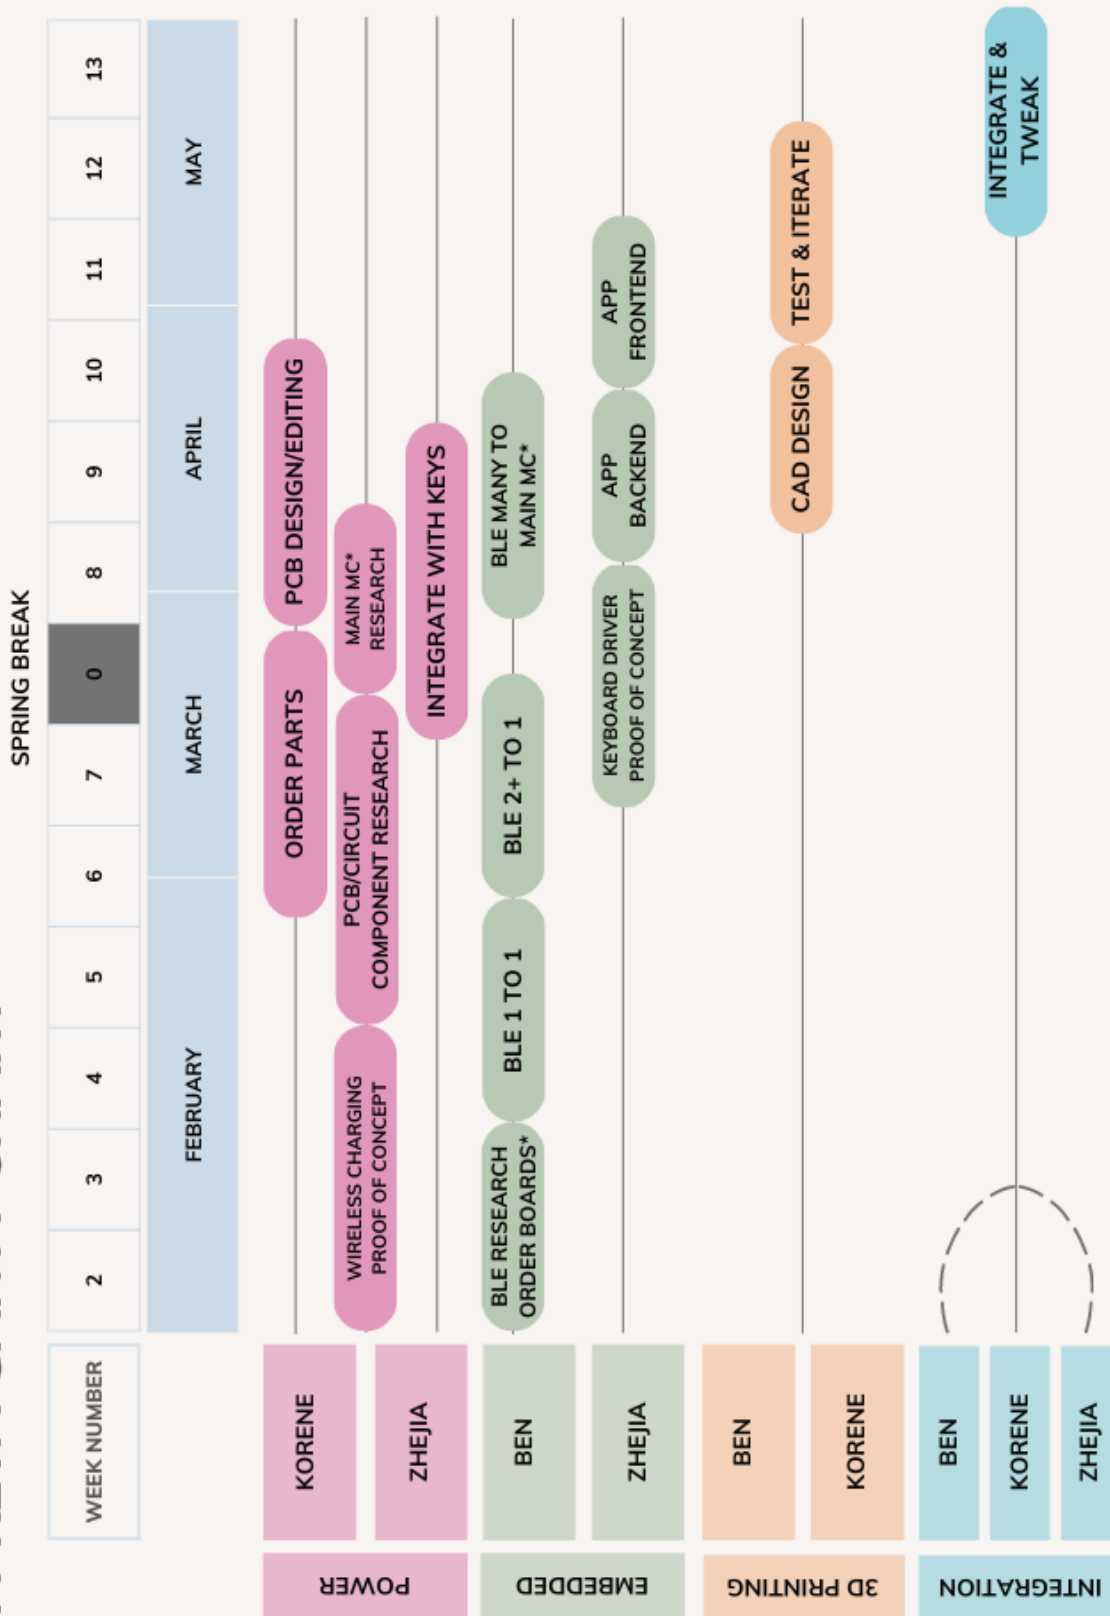 SPRING BREAK
WEEK NUMBER
2
3
4
5
6
7
0
8
9
10
11
12
13
FEBRUARY
MARCH
APRIL
MAY
POWER
KORENE
ZHEJIA
ORDER PARTS
PCB DESIGN/EDITING
WIRELESS CHARGING
PROOF OF CONCEPT
PCB/CIRCUIT
COMPONENT RESEARCH
MAIN MC*
RESEARCH
INTEGRATE WITH KEYS
EMBEDDED
BEN
ZHEJIA
BLE RESEARCH
ORDER BOARDS*
BLE 1 TO 1
BLE 2+ TO 1
BLE MANY TO
MAIN MC*
KEYBOARD DRIVER
PROOF OF CONCEPT
APP
BACKEND
APP
FRONTEND
3D PRINTING
BEN
KORENE
CAD DESIGN
TEST & ITERATE
INTEGRATION
BEN
KORENE
ZHEJIA
INTEGRATE &
TWEAK